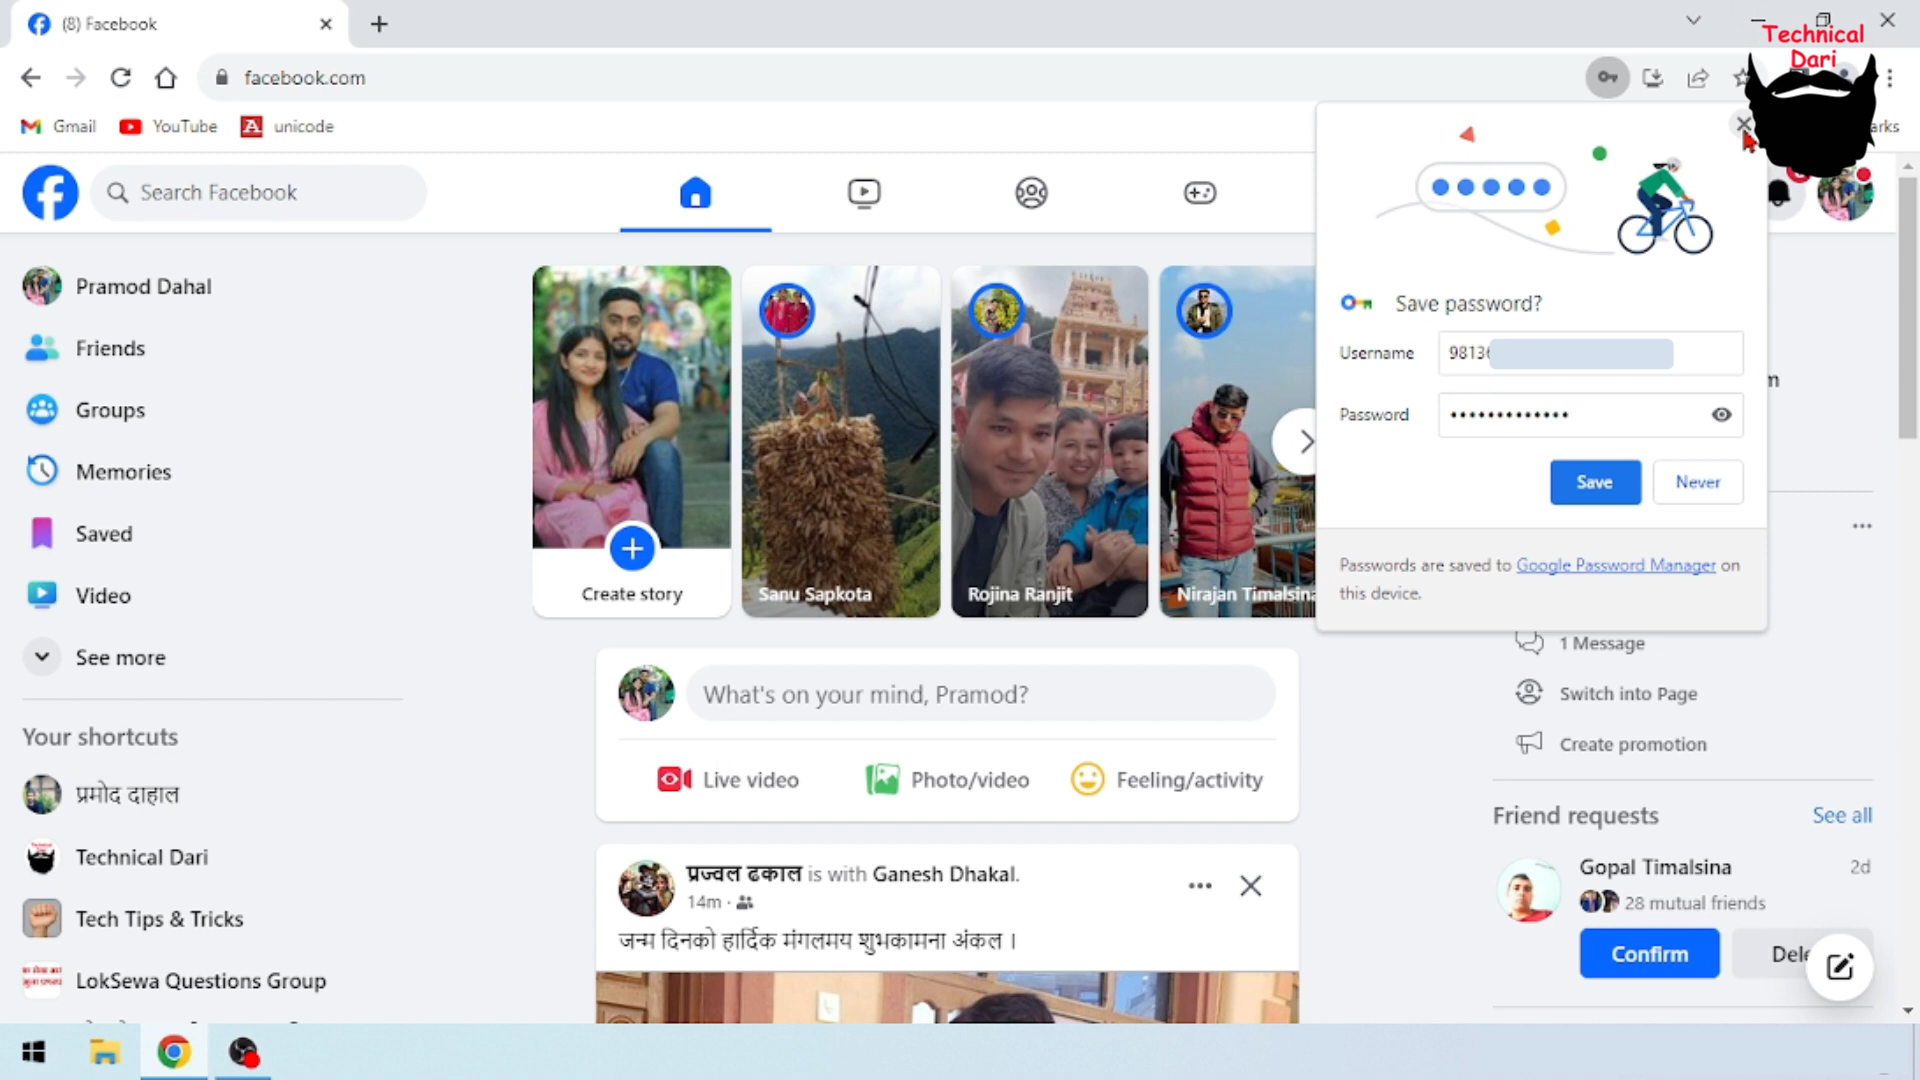 (8) Facebook
Technical
Dari
facebook.com
Gmail
YouTube
unicode
Search Facebook
Pramod Dahal
Friends
Groups
Memories
Saved
Video
See more
Your shortcuts
प्रमोद दाहाल
Technical Dari
Tech Tips & Tricks
LokSewa Questions Group
Create story
Sanu Sapkota
Rojina Ranjit
Nirajan Timalsina
What's on your mind, Pramod?
Live video
Photo/video
Feeling/activity
प्रज्वल ढकाल is with Ganesh Dhakal.
14m ·
जन्म दिनको हार्दिक मंगलमय शुभकामना अंकल ।
Save password?
Username
9813
Password
Save
Never
Passwords are saved to Google Password Manager on
this device.
1 Message
Switch into Page
Create promotion
Friend requests
See all
Gopal Timalsina
2d
28 mutual friends
Confirm
Dele